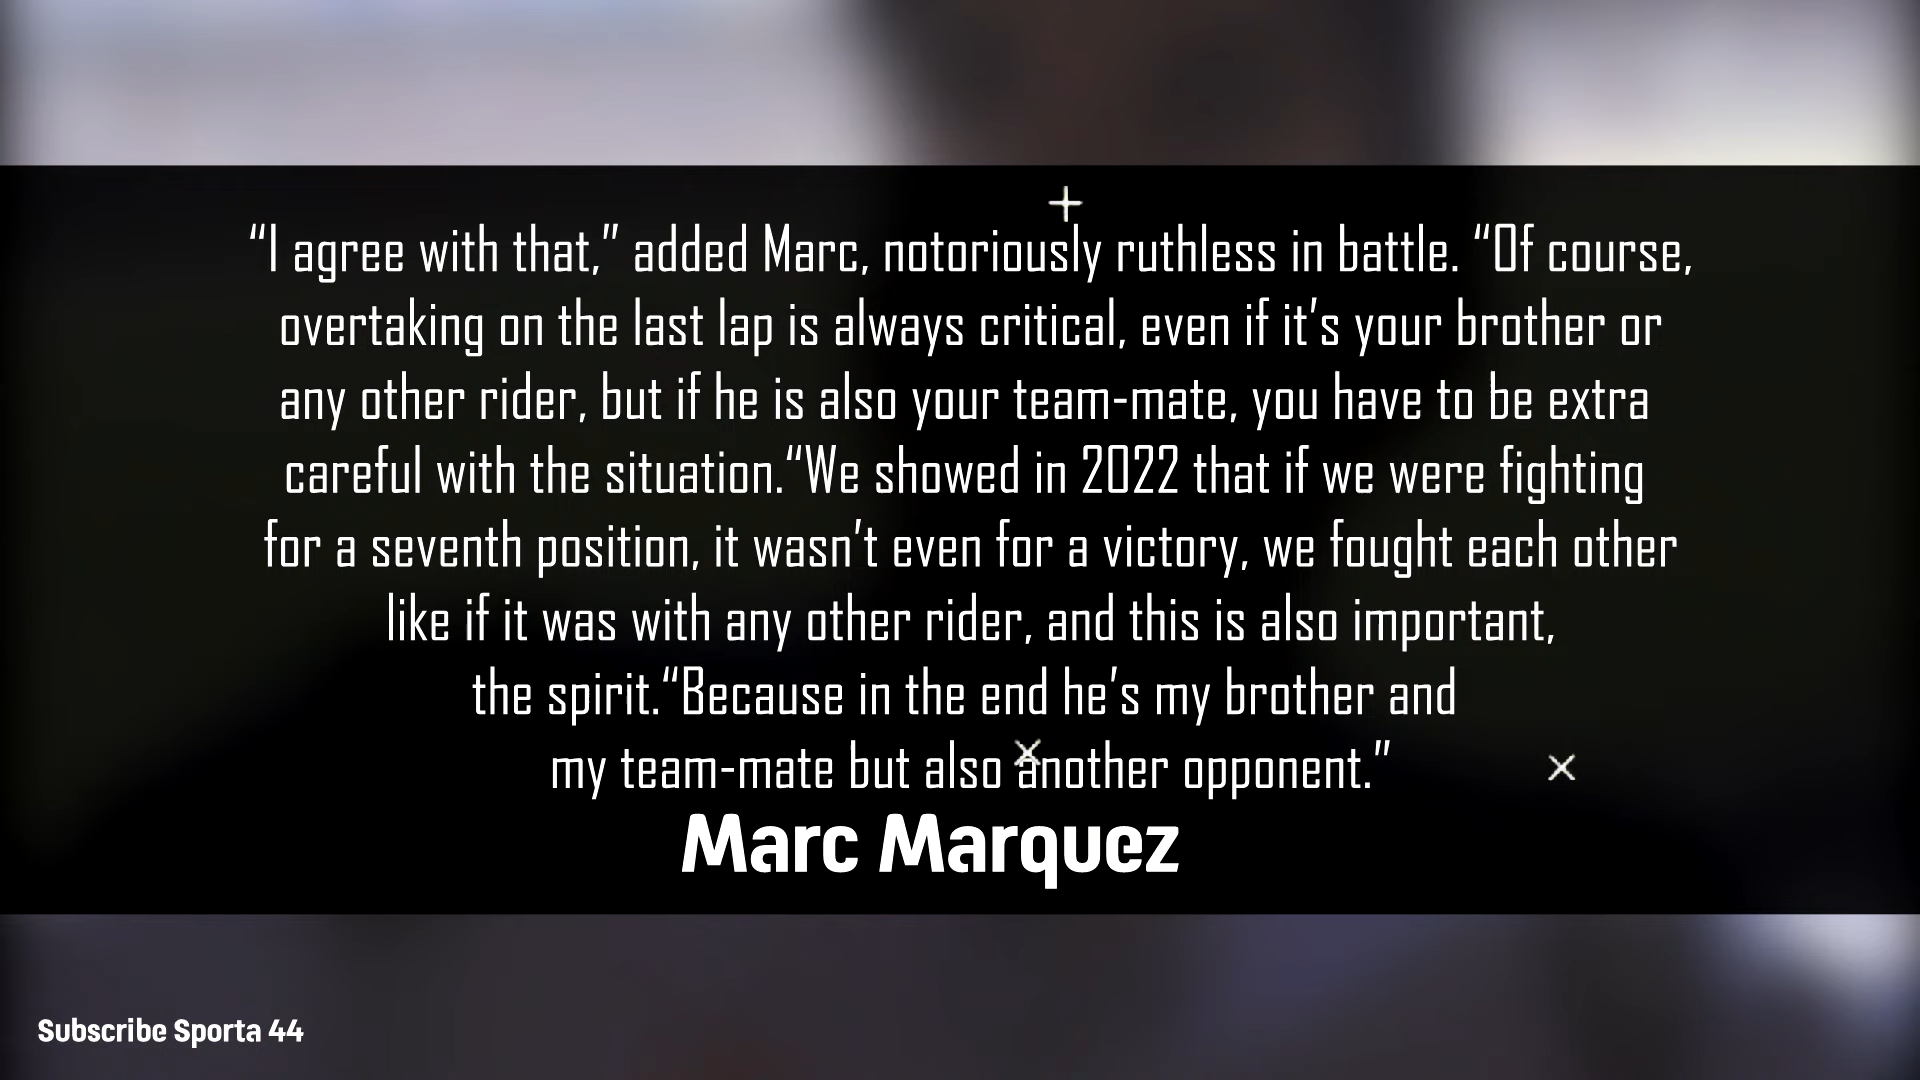 “I agree with that,” added Marc, notoriously ruthless in battle. “Of course,
overtaking on the last lap is always critical, even if it’s your brother or
any other rider, but if he is also your team-mate, you have to be extra
careful with the situation.“We showed in 2022 that if we were fighting
for a seventh position, it wasn’t even for a victory, we fought each other
like if it was with any other rider, and this is also important,
the spirit.“Because in the end he’s my brother and
my team-mate but also another opponent.”
Marc Marquez
Subscribe Sporta 44